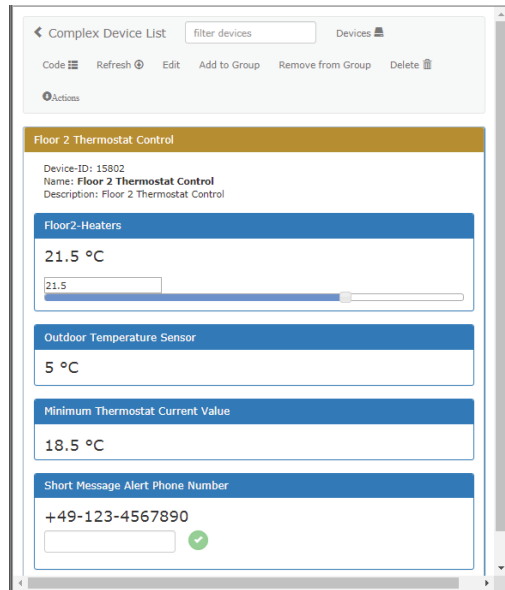 Complex Device List filter devices Devices
Code Refresh Edit Add to Group Remove from Group Delete
Actions
Floor 2 Thermostat Control
Device-ID: 15802
Name: Floor 2 Thermostat Control
Description: Floor 2 Thermostat Control
Floor2-Heaters
21.5 °C
21.5
Outdoor Temperature Sensor
5 °C
Minimum Thermostat Current Value
18.5 °C
Short Message Alert Phone Number
+49-123-4567890